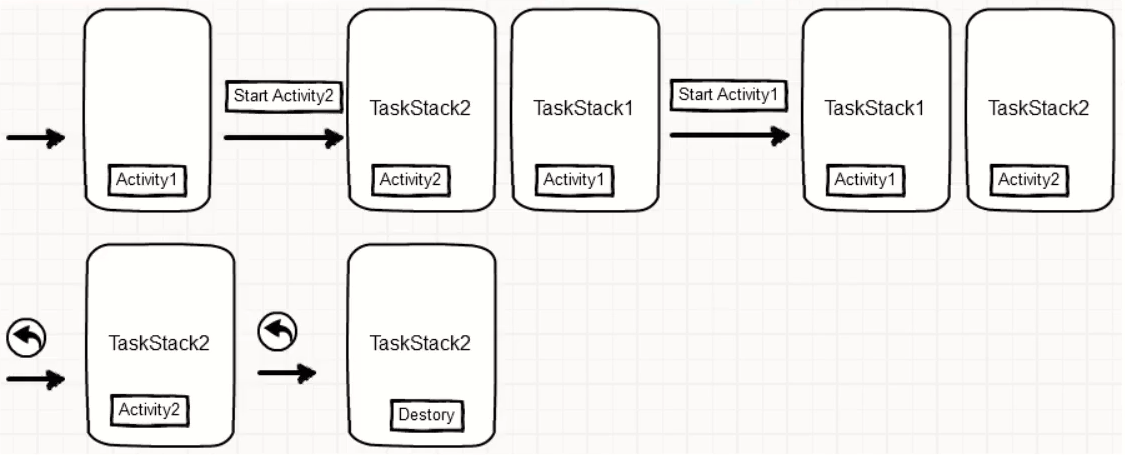 Start Activity2
Start Activity1
TaskStack2
TaskStack1
TaskStack1
TaskStack2
Activity1
Activity2
Activity1
Activity1
Activity2
TaskStack2
TaskStack2
Activity2
Destory